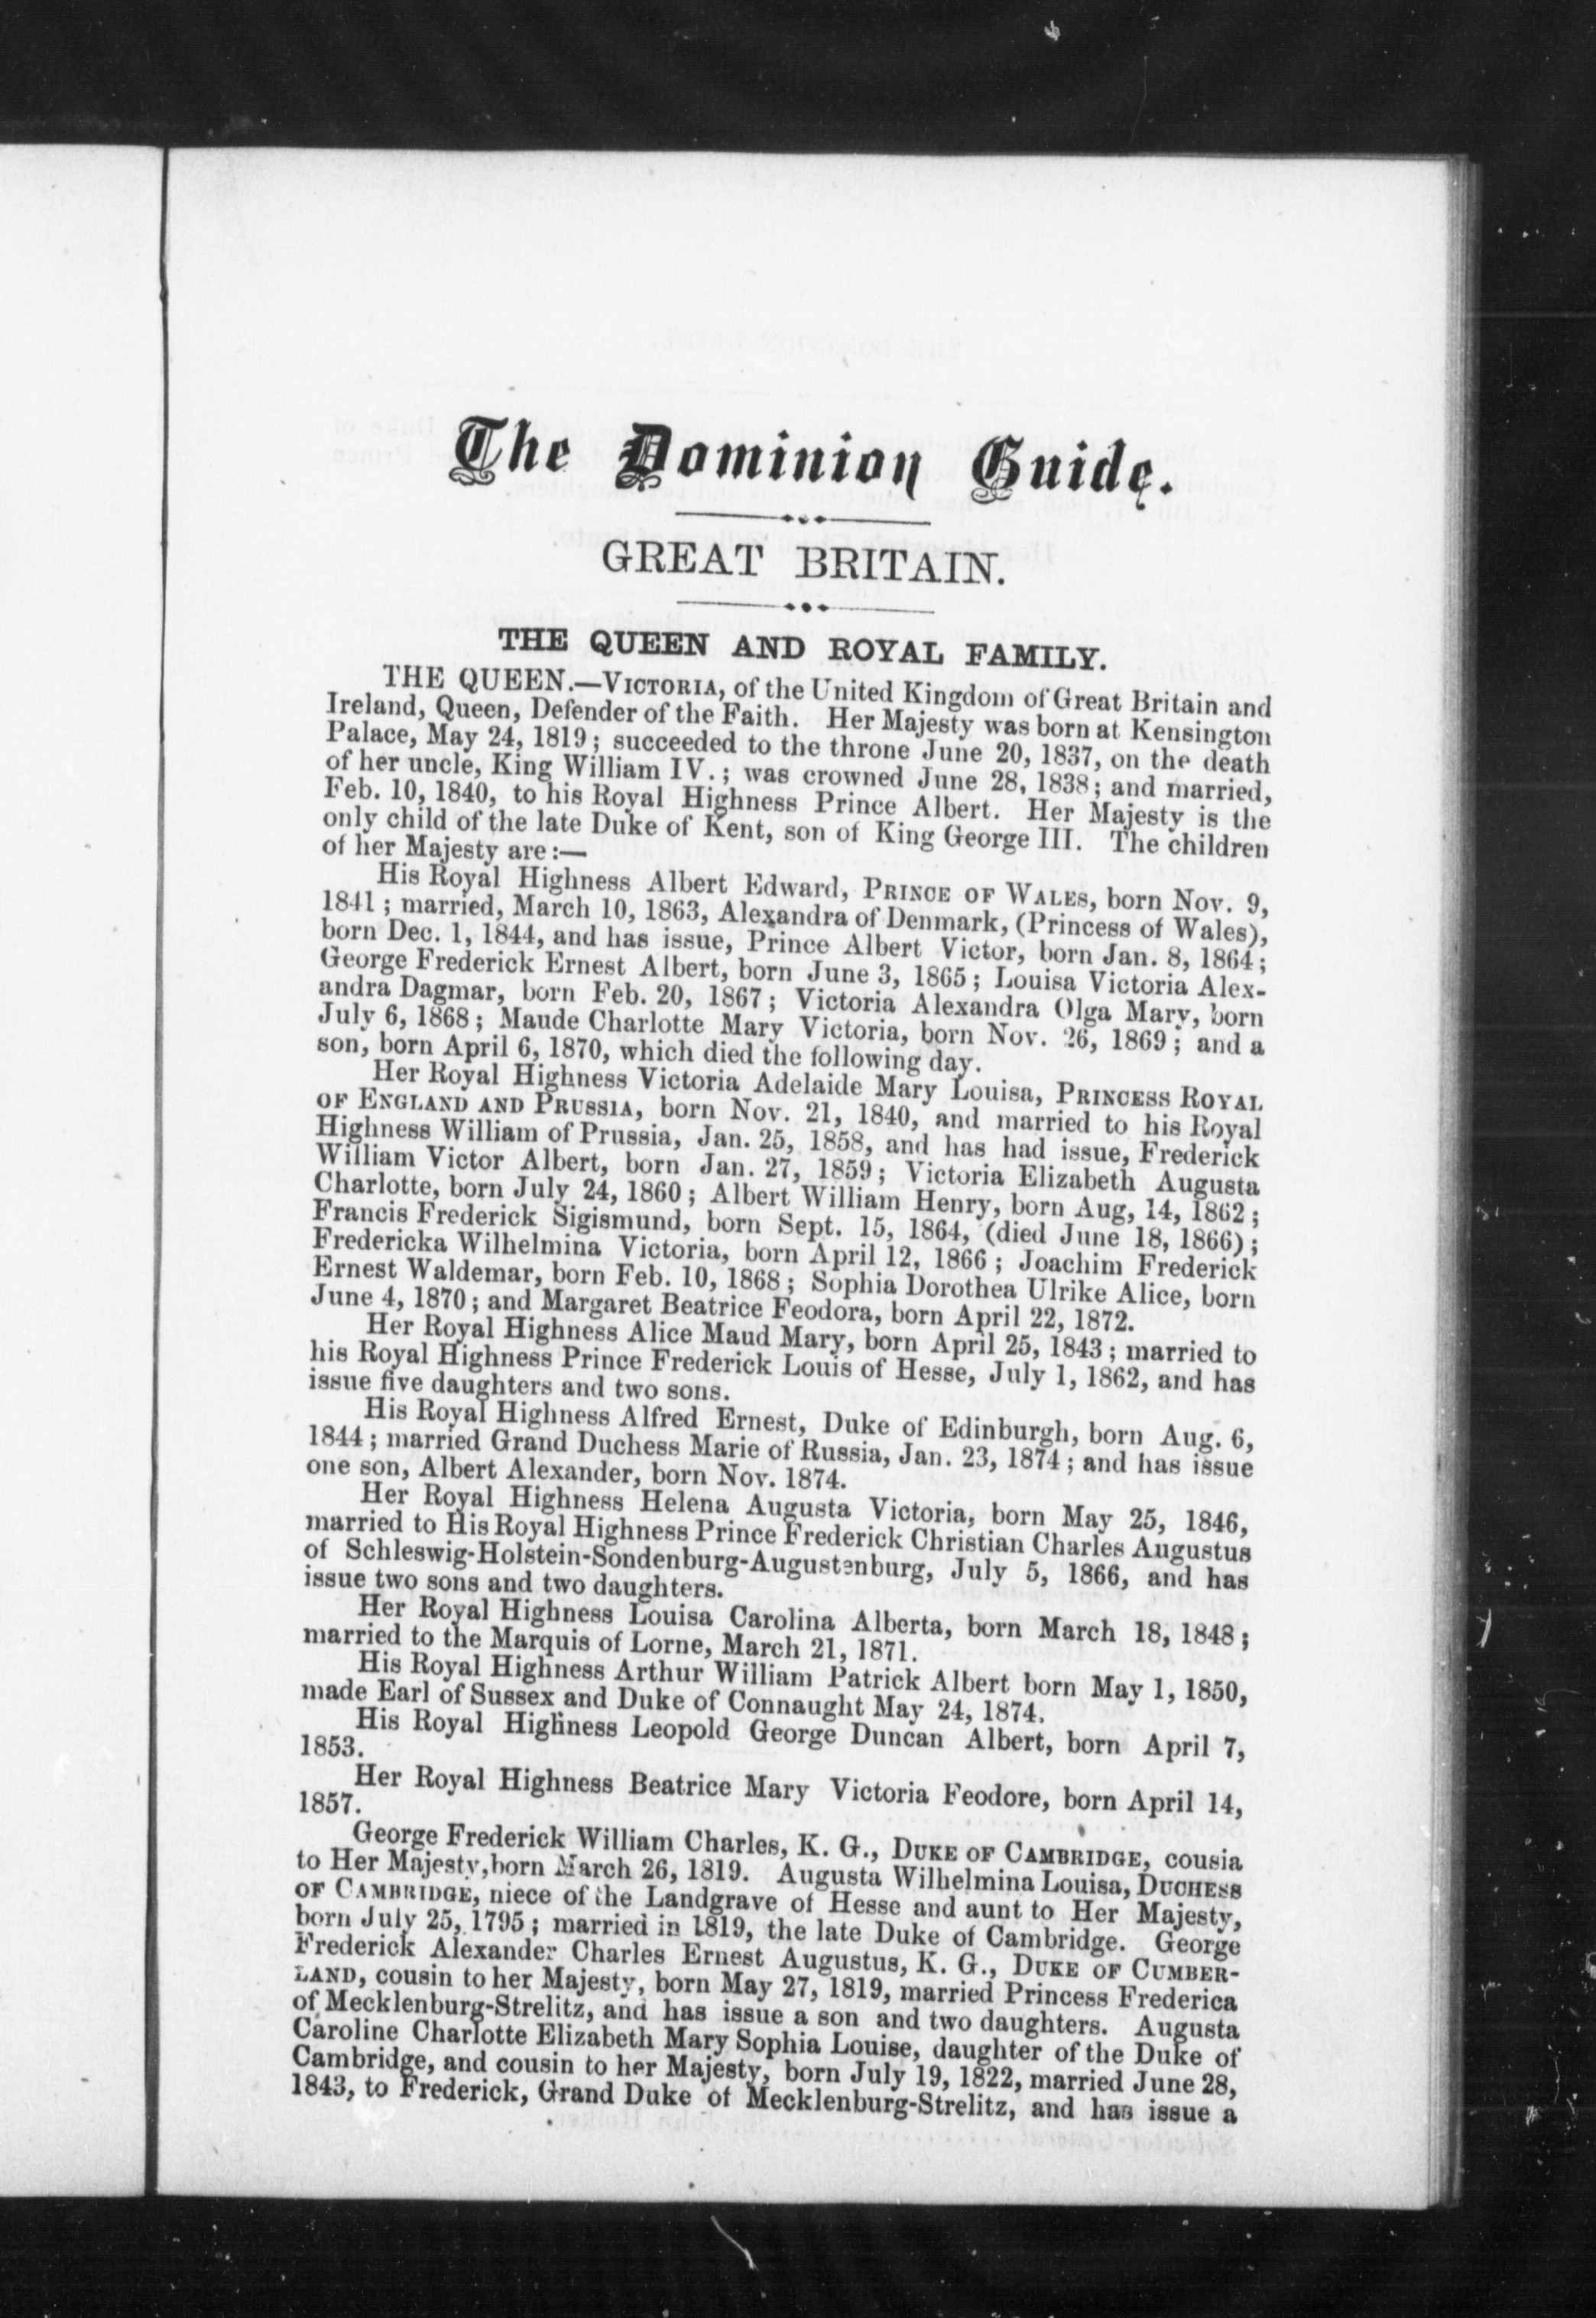 The Dominion Guide.
GREAT BRITAIN.
THE QUEEN AND ROYAL FAMILY.
THE QUEEN.—VICTORIA, of the United Kingdom of Great Britain and
Ireland, Queen, Defender of the Faith. Her Majesty was born at Kensington
Palace, May 24, 1819; succeeded to the throne June 20, 1837, on the death
of her uncle, King William IV.; was crowned June 28, 1838; and married,
Feb. 10, 1840, to his Royal Highness Prince Albert. Her Majesty is the
only child of the late Duke of Kent, son of King George III. The children
of her Majesty are:—
His Royal Highness Albert Edward, PRINCE OF WALES, born Nov. 9,
1841; married, March 10, 1863, Alexandra of Denmark, (Princess of Wales),
born Dec. 1, 1844, and has issue, Prince Albert Victor, born Jan. 8, 1864;
George Frederick Ernest Albert, born June 3, 1865; Louisa Victoria Alex-
andra Dagmar, born Feb. 20, 1867; Victoria Alexandra Olga Mary, born
July 6, 1868; Maude Charlotte Mary Victoria, born Nov. 26, 1869; and a
son, born April 6, 1870, which died the following day.
Her Royal Highness Victoria Adelaide Mary Louisa, PRINCESS ROYAL
OF ENGLAND AND PRUSSIA, born Nov. 21, 1840, and married to his Royal
Highness William of Prussia, Jan. 25, 1858, and has had issue, Frederick
William Victor Albert, born Jan. 27, 1859; Victoria Elizabeth Augusta
Charlotte, born July 24, 1860; Albert William Henry, born Aug, 14, 1862;
Francis Frederick Sigismund, born Sept. 15, 1864, (died June 18, 1866);
Fredericka Wilhelmina Victoria, born April 12, 1866; Joachim Frederick
Ernest Waldemar, born Feb. 10, 1868; Sophia Dorothea Ulrike Alice, born
June 4, 1870; and Margaret Beatrice Feodora, born April 22, 1872.
Her Royal Highness Alice Maud Mary, born April 25, 1843; married to
his Royal Highness Prince Frederick Louis of Hesse, July 1, 1862, and has
issue five daughters and two sons.
His Royal Highness Alfred Ernest, Duke of Edinburgh, born Aug. 6,
1844; married Grand Duchess Marie of Russia, Jan. 23, 1874; and has issue
one son, Albert Alexander, born Nov. 1874.
Her Royal Highness Helena Augusta Victoria, born May 25, 1846,
married to His Royal Highness Prince Frederick Christian Charles Augustus
of Schleswig-Holstein-Sondenburg-Augustenburg, July 5, 1866, and has
issue two sons and two daughters.
Her Royal Highness Louisa Carolina Alberta, born March 18, 1848;
married to the Marquis of Lorne, March 21, 1871.
His Royal Highness Arthur William Patrick Albert born May 1, 1850,
made Earl of Sussex and Duke of Connaught May 24, 1874.
His Royal Highness Leopold George Duncan Albert, born April 7,
1853.
Her Royal Highness Beatrice Mary Victoria Feodore, born April 14,
1857.
George Frederick William Charles, K. G., DUKE OF CAMBRIDGE, cousia
to Her Majesty, born March 26, 1819. Augusta Wilhelmina Louisa, DUCHESS
OF CAMBRIDGE, niece of the Landgrave of Hesse and aunt to Her Majesty,
born July 25, 1795; married in 1819, the late Duke of Cambridge. George
Frederick Alexander Charles Ernest Augustus, K. G., DUKE OF CUMBER-
LAND, cousin to her Majesty, born May 27, 1819, married Princess Frederica
of Mecklenburg-Strelitz, and has issue a son and two daughters. Augusta
Caroline Charlotte Elizabeth Mary Sophia Louise, daughter of the Duke of
Cambridge, and cousin to her Majesty, born July 19, 1822, married June 28,
1843, to Frederick, Grand Duke of Mecklenburg-Strelitz, and has issue a